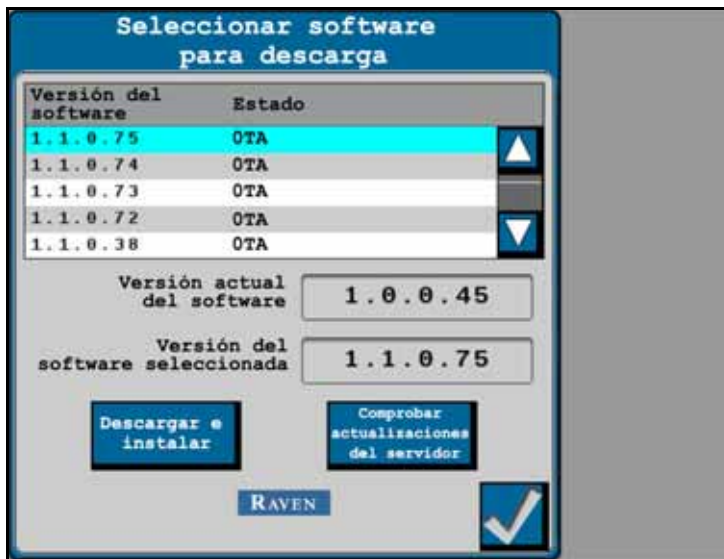 Seleccionar software
para descarga
Versión del
software
Estado
1.1.0.75 OTA
1.1.0.74 OTA
1.1.0.73 OTA
1.1.0.72 OTA
1.1.0.38 OTA
Versión actual
del software
1.0.0.45
Versión del
software seleccionada
1.1.0.75
Descargar e
instalar
Comprobar
actualizaciones
del servidor
RAVEN